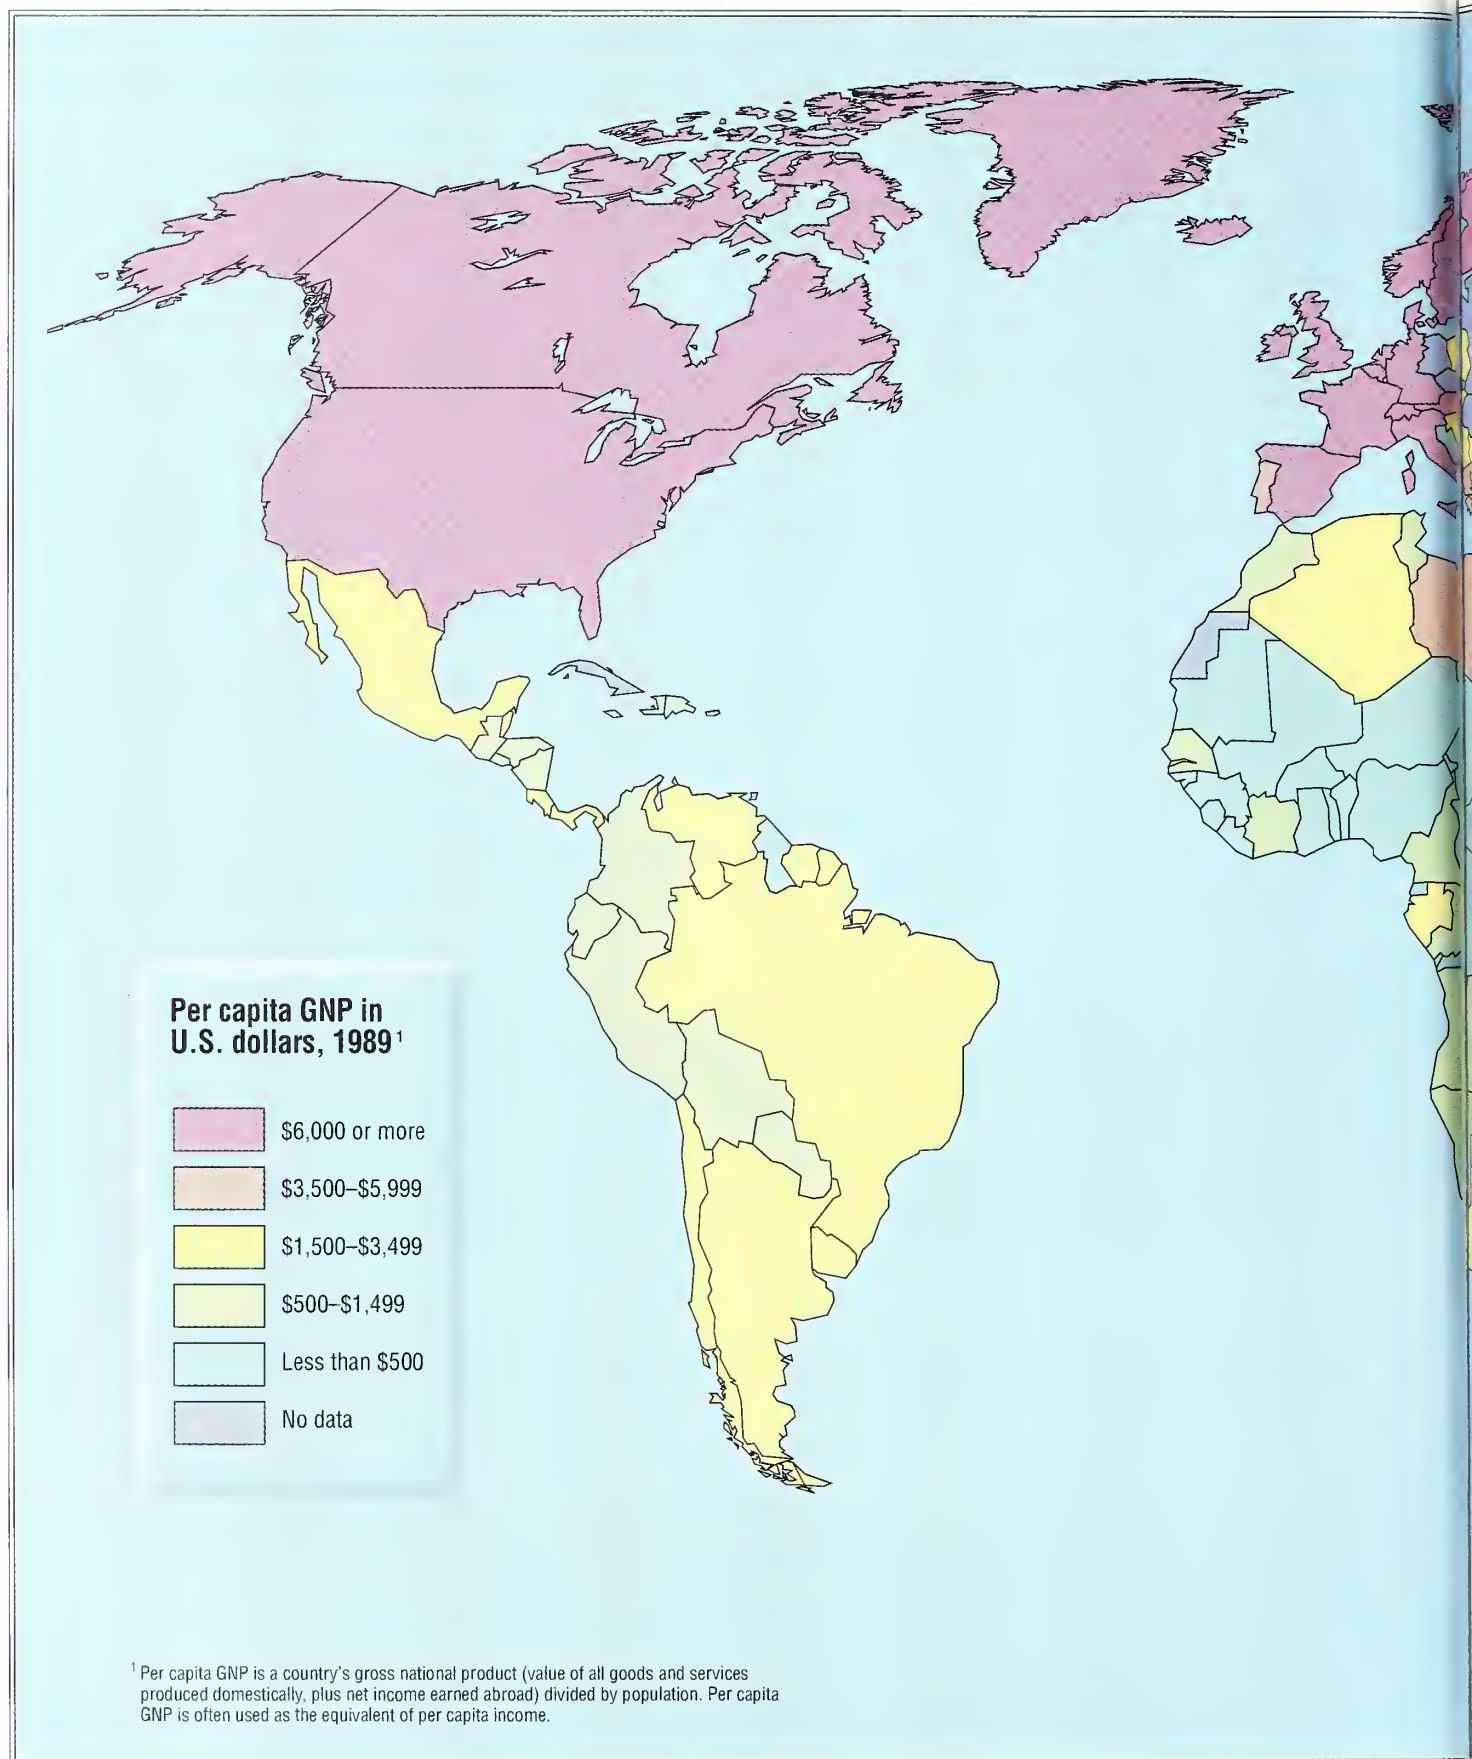 Per capita GNP in
U.S. dollars, 1989 1
$6,000 or more
$3,500–$5,999
$1,500–$3,499
$500–$1,499
Less than $500
No data
1 Per capita GNP is a country's gross national product (value of all goods and services
produced domestically, plus net income earned abroad) divided by population. Per capita
GNP is often used as the equivalent of per capita income.